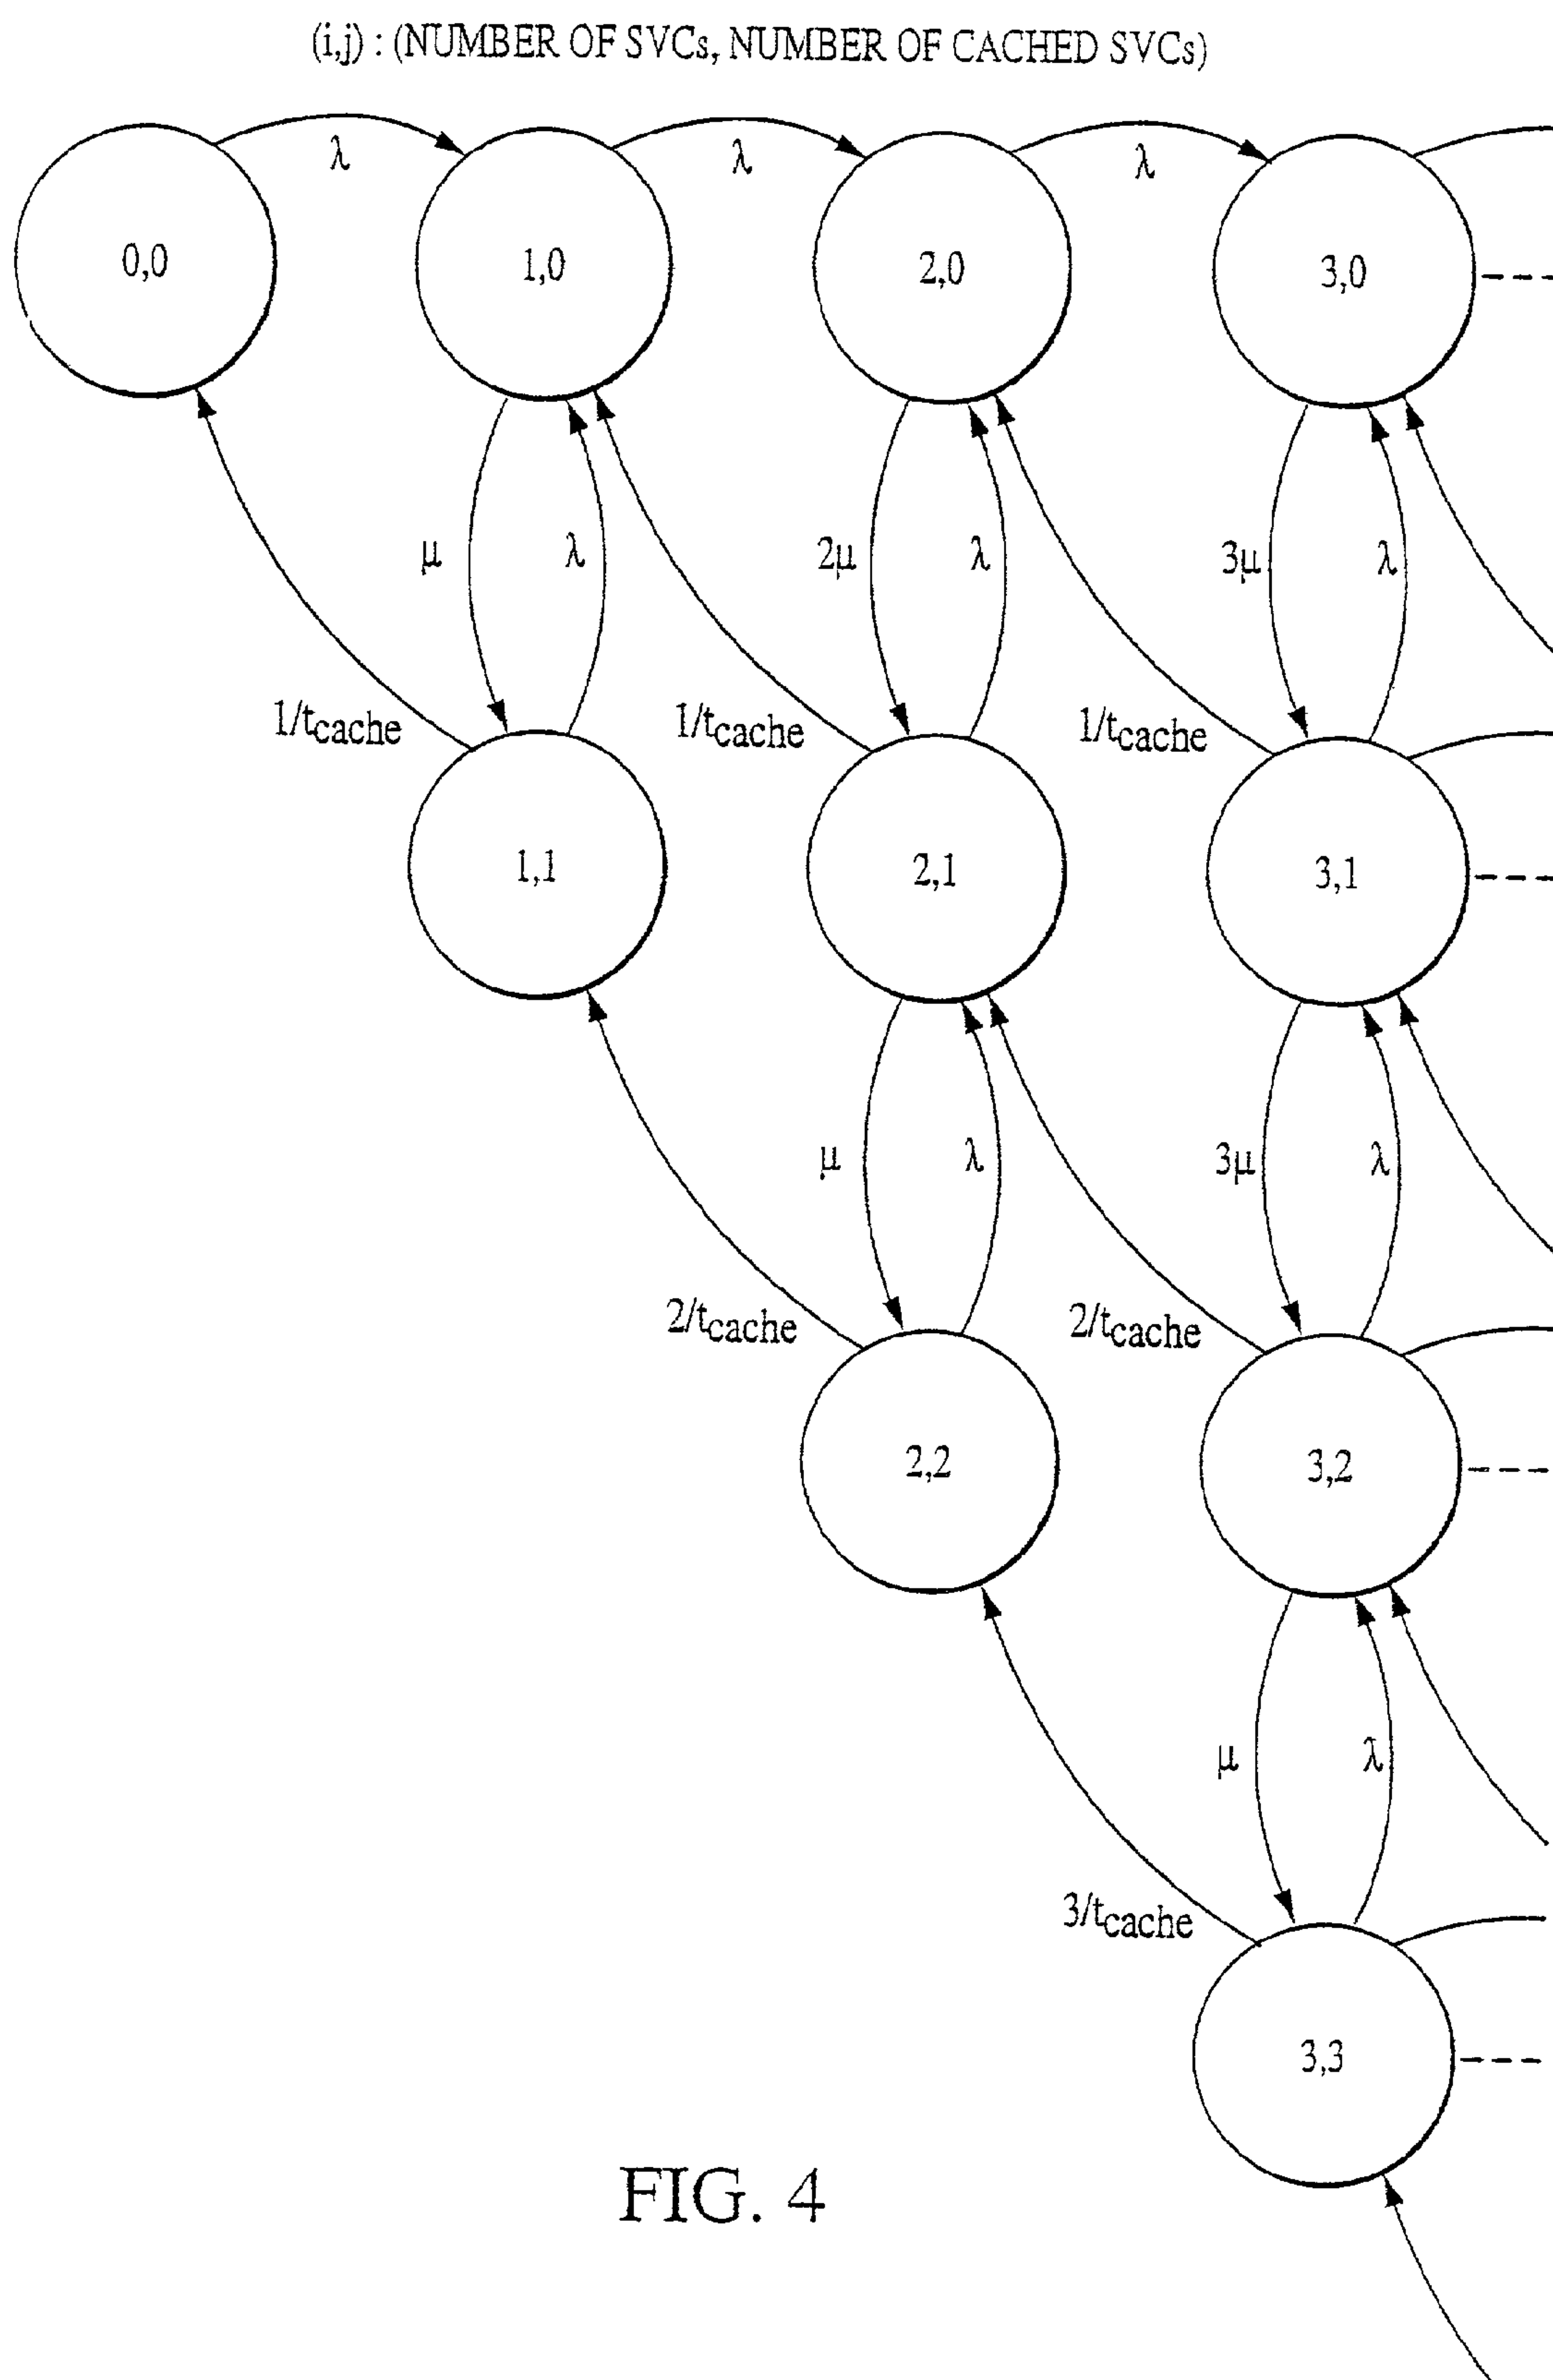 (i,j) : (NUMBER OF SVCs, NUMBER OF CACHED SVCs)
λ λ λ
0,0 1,0 2,0 3,0
μ λ 2μ λ 3μ λ
1/tcache 1/tcache 1/tcache
1,1 2,1 3,1
μ λ 3μ λ
2/tcache 2/tcache
2,2 3,2
μ λ
3/tcache
3,3
FIG. 4